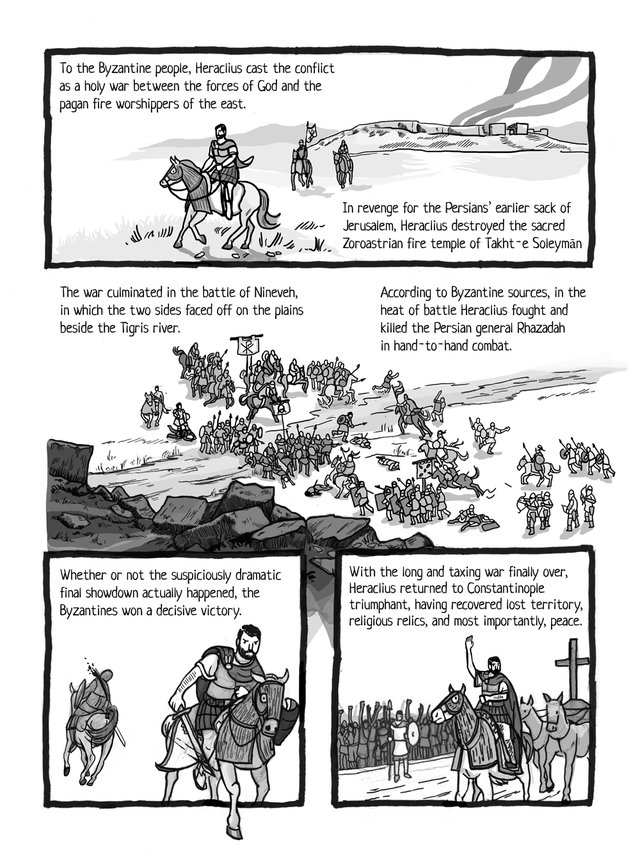 To the Byzantine people, Heraclius cast the conflict
as a holy war between the forces of God and the
pagan fire worshippers of the east.
In revenge for the Persians' earlier sack of
Jerusalem, Heraclius destroyed the sacred
Zoroastrian fire temple of Takht-e Soleymān
The war culminated in the battle of Nineveh,
in which the two sides faced off on the plains
beside the Tigris river.
According to Byzantine sources, in the
heat of battle Heraclius fought and
killed the Persian general Rhazadah
in hand-to-hand combat.
Whether or not the suspiciously dramatic
final showdown actually happened, the
Byzantines won a decisive victory.
With the long and taxing war finally over,
Heraclius returned to Constantinople
triumphant, having recovered lost territory,
religious relics, and most importantly, peace.